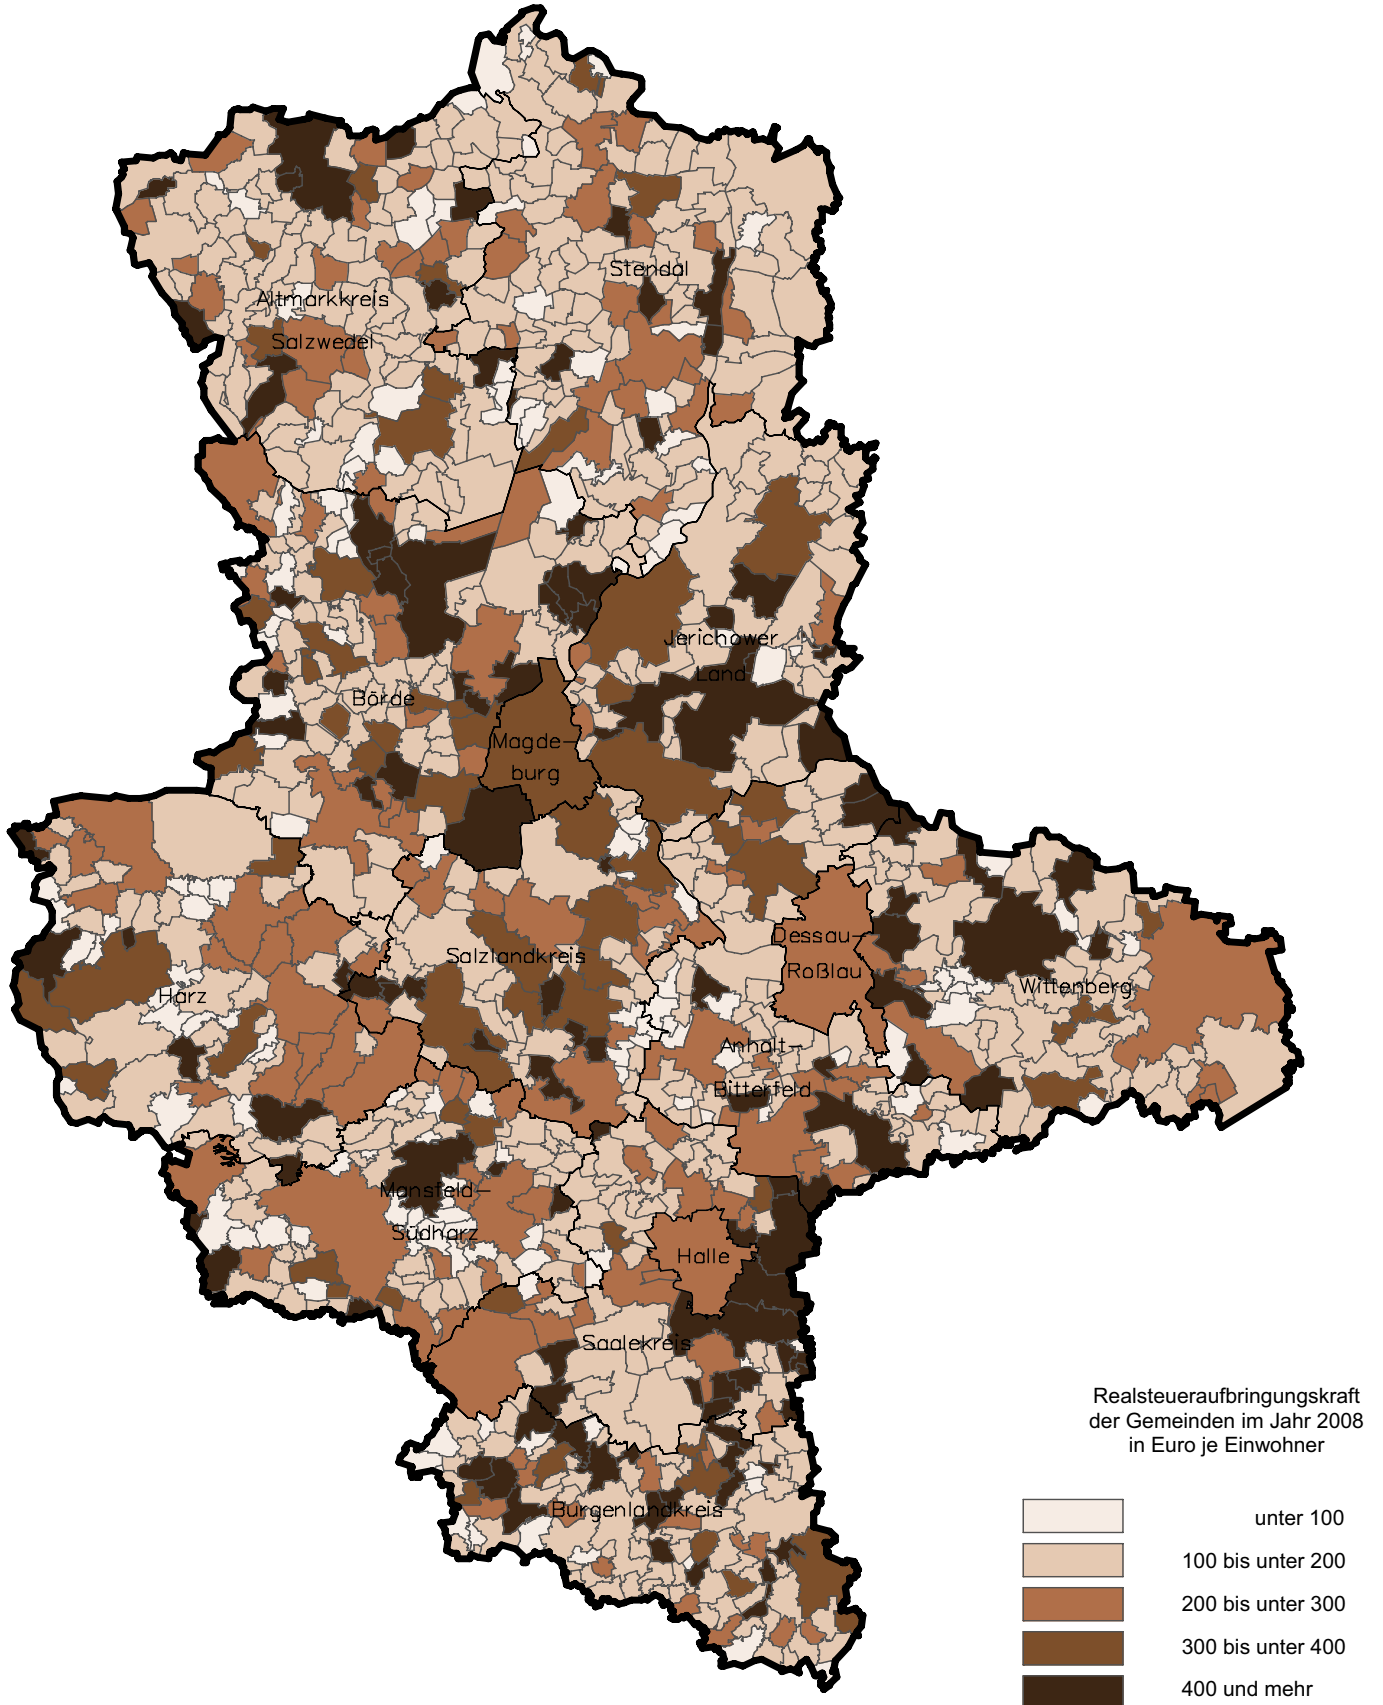 Stendal
Altmarkkreis
Salzwedel
Jerichower
Land
Börde
Magde–
burg
Dessau–
Roßlau
Salzlandkreis
Wittenberg
Harz
Anhalt–
Bitterfeld
Mansfeld–
Südharz
Halle
Saalekreis
Burgenlandkreis
Realsteueraufbringungskraft
der Gemeinden im Jahr 2008
in Euro je Einwohner
unter 100
100 bis unter 200
200 bis unter 300
300 bis unter 400
400 und mehr